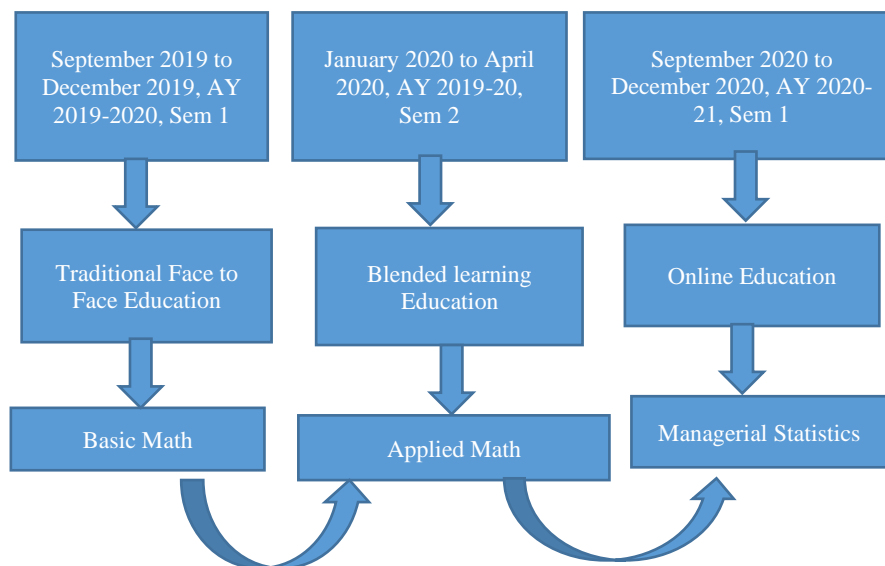 September 2019 to
December 2019, AY
2019-2020, Sem 1
January 2020 to April
2020, AY 2019-20,
Sem 2
September 2020 to
December 2020, AY 2020-
21, Sem 1
Traditional Face to
Face Education
Blended learning
Education
Online Education
Basic Math
Applied Math
Managerial Statistics